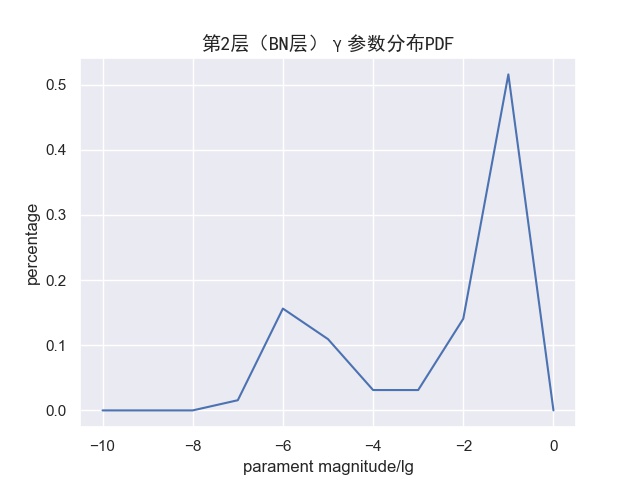 第2层（BN层）γ参数分布PDF
percentage
0.5
0.4
0.3
0.2
0.1
0.0
−10 −8 −6 −4 −2 0
parament magnitude/lg